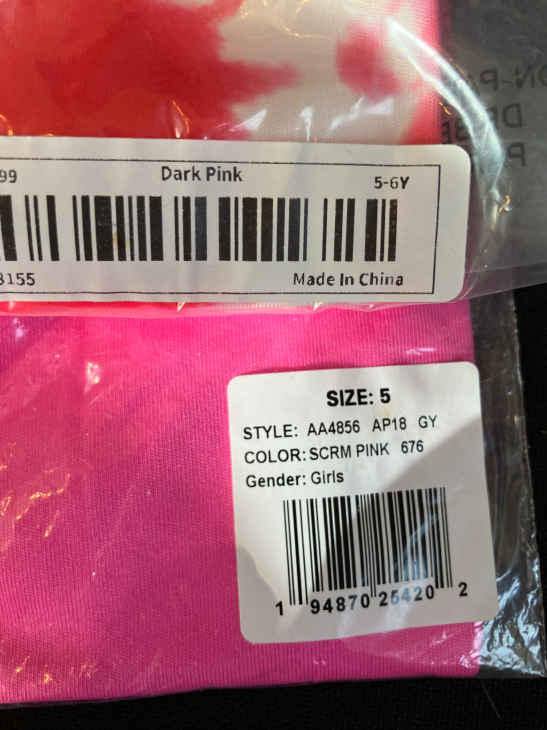 99
Dark Pink
5-6Y
8155
Made In China
SIZE: 5
STYLE: AA4856 AP18 GY
COLOR: SCRM PINK 676
Gender: Girls
1 94870 25420 2